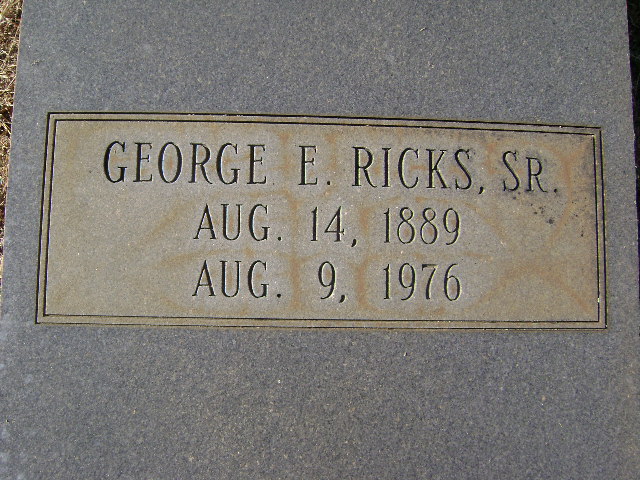 GEORGE E. RICKS, SR.
AUG. 14, 1889
AUG. 9, 1976